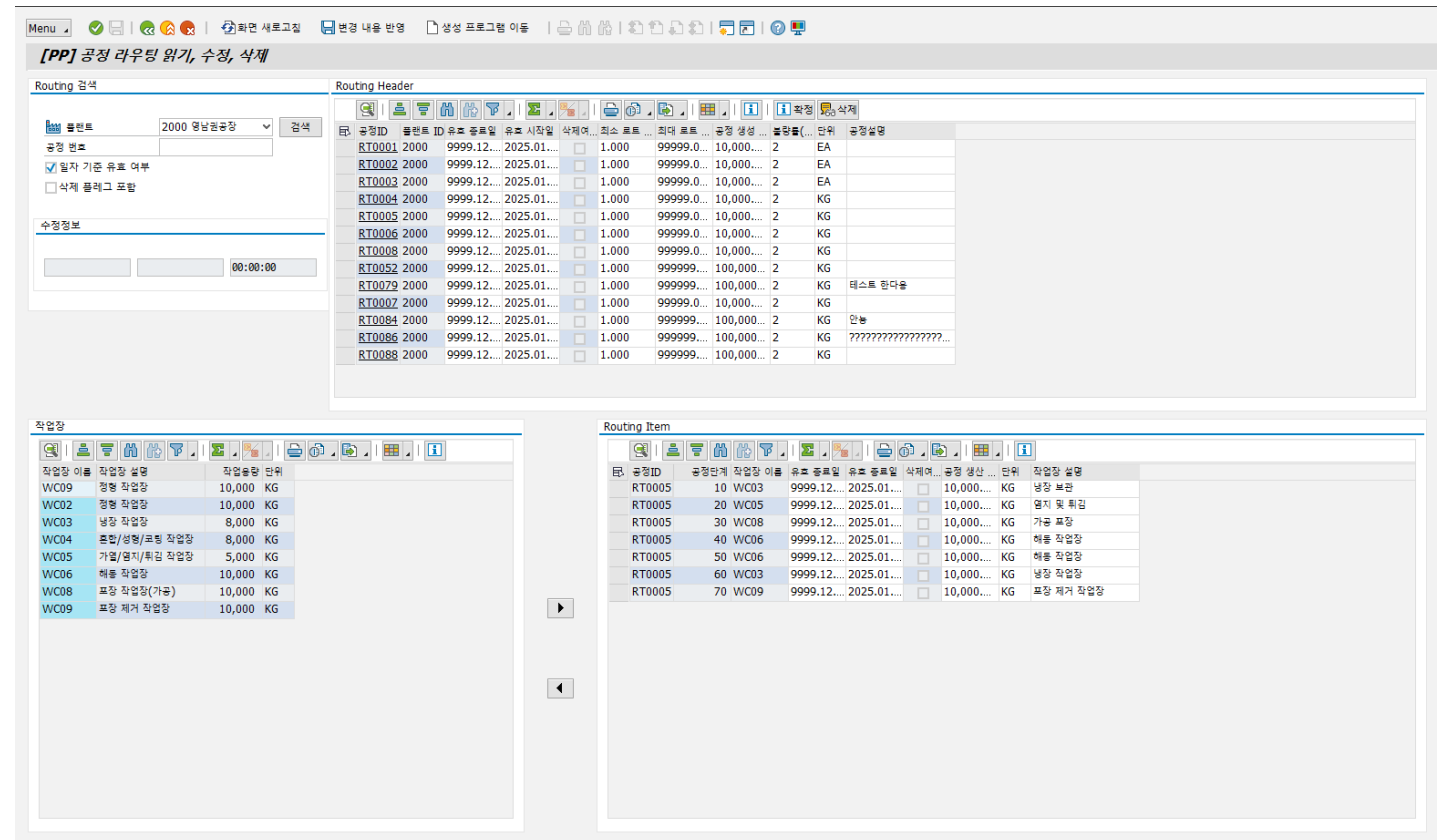 Menu 화면 새로고침 변경 내용 반영 생성 프로그램 이동
[PP] 공정 라우팅 읽기, 수정, 삭제
Routing 검색
플랜트 2000 영남권공장 검색
공정 번호
일자 기준 유효 여부
삭제 플레그 포함
수정정보
00:00:00
Routing Header
확정 삭제
공정ID 플랜트 ID 유효 종료일 유효 시작일 삭제여... 최소 로트 ... 최대 로트 ... 공정 생성 ... 불량률(... 단위 공정설명
RT0001 2000 9999.12.... 2025.01.... 1.000 99999.0... 10,000.... 2 EA
RT0002 2000 9999.12.... 2025.01.... 1.000 99999.0... 10,000.... 2 EA
RT0003 2000 9999.12.... 2025.01.... 1.000 99999.0... 10,000.... 2 EA
RT0004 2000 9999.12.... 2025.01.... 1.000 99999.0... 10,000.... 2 KG
RT0005 2000 9999.12.... 2025.01.... 1.000 99999.0... 10,000.... 2 KG
RT0006 2000 9999.12.... 2025.01.... 1.000 99999.0... 10,000.... 2 KG
RT0008 2000 9999.12.... 2025.01.... 1.000 99999.0... 10,000.... 2 KG
RT0052 2000 9999.12.... 2025.01.... 1.000 999999.... 100,000... 2 KG
RT0079 2000 9999.12.... 2025.01.... 1.000 999999.... 100,000... 2 KG 테스트 한다웅
RT0007 2000 9999.12.... 2025.01.... 1.000 99999.0... 10,000.... 2 KG
RT0084 2000 9999.12.... 2025.01.... 1.000 999999.... 100,000... 2 KG 안뇽
RT0086 2000 9999.12.... 2025.01.... 1.000 999999.... 100,000... 2 KG ?????????????????...
RT0088 2000 9999.12.... 2025.01.... 1.000 999999.... 100,000... 2 KG
작업장
작업장 이름 작업장 설명 작업용량 단위
WC09 정형 작업장 10,000 KG
WC02 정형 작업장 10,000 KG
WC03 냉장 작업장 8,000 KG
WC04 혼합/성형/코팅 작업장 8,000 KG
WC05 가열/염지/튀김 작업장 5,000 KG
WC06 해동 작업장 10,000 KG
WC08 포장 작업장(가공) 10,000 KG
WC09 포장 제거 작업장 10,000 KG
Routing Item
공정ID 공정단계 작업장 이름 유효 종료일 유효 종료일 삭제여... 공정 생산 ... 단위 작업장 설명
RT0005 10 WC03 9999.12.... 2025.01.... 10,000.... KG 냉장 보관
RT0005 20 WC05 9999.12.... 2025.01.... 10,000.... KG 염지 및 튀김
RT0005 30 WC08 9999.12.... 2025.01.... 10,000.... KG 가공 포장
RT0005 40 WC06 9999.12.... 2025.01.... 10,000.... KG 해동 작업장
RT0005 50 WC06 9999.12.... 2025.01.... 10,000.... KG 해동 작업장
RT0005 60 WC03 9999.12.... 2025.01.... 10,000.... KG 냉장 작업장
RT0005 70 WC09 9999.12.... 2025.01.... 10,000.... KG 포장 제거 작업장